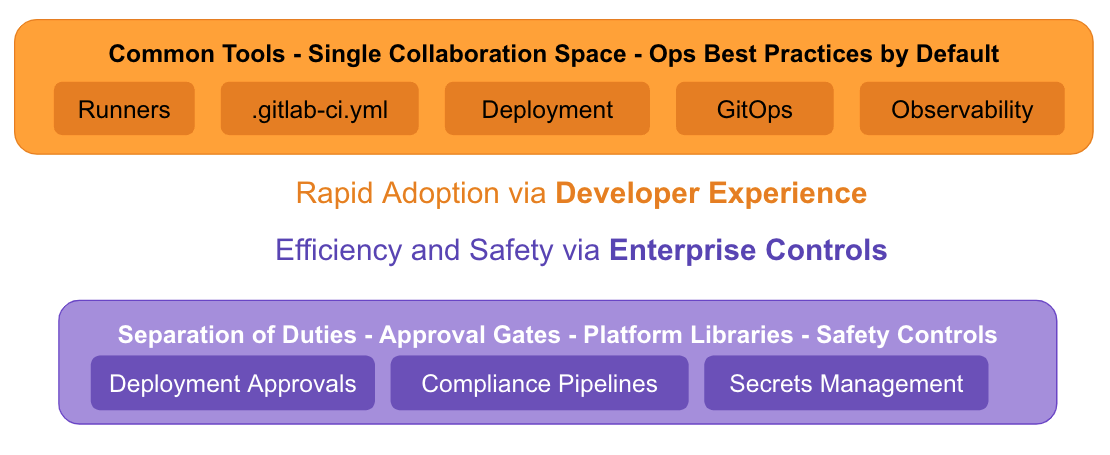 Common Tools - Single Collaboration Space - Ops Best Practices by Default
Runners
.gitlab-ci.yml
Deployment
GitOps
Observability
Rapid Adoption via Developer Experience
Efficiency and Safety via Enterprise Controls
Separation of Duties - Approval Gates - Platform Libraries - Safety Controls
Deployment Approvals
Compliance Pipelines
Secrets Management